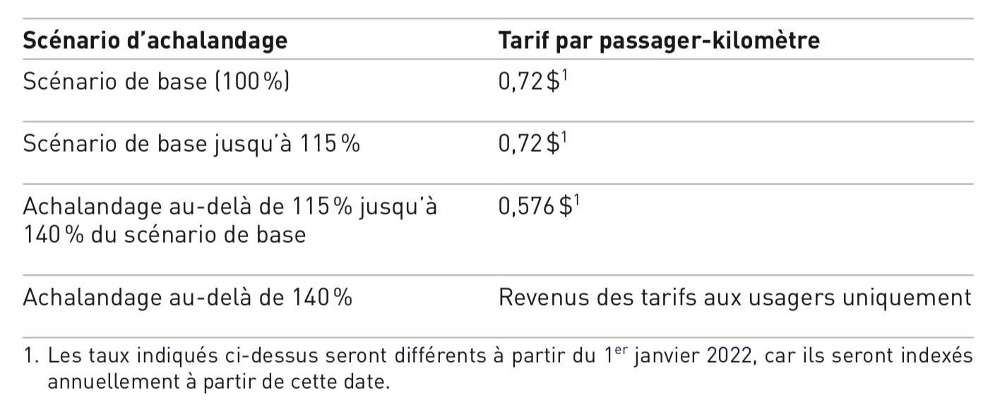 Scénario d’achalandage Tarif par passager-kilomètre
Scénario de base (100 %) 0,72 $¹
Scénario de base jusqu’à 115 % 0,72 $¹
Achalandage au-delà de 115 % jusqu’à 0,576 $¹
140 % du scénario de base
Achalandage au-delà de 140 % Revenus des tarifs aux usagers uniquement
1. Les taux indiqués ci-dessus seront différents à partir du 1er janvier 2022, car ils seront indexés
annuellement à partir de cette date.